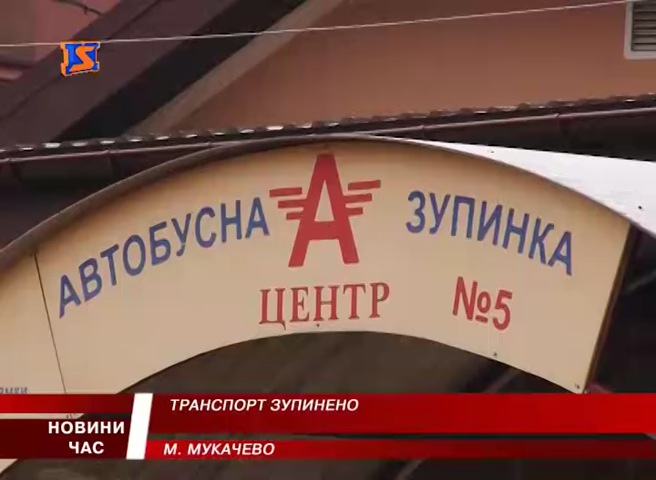 АВТОБУСНА А ЗУПИНКА
ЦЕНТР №5
ТРАНСПОРТ ЗУПИНЕНО
НОВИНИ
ЧАС
М. МУКАЧЕВО